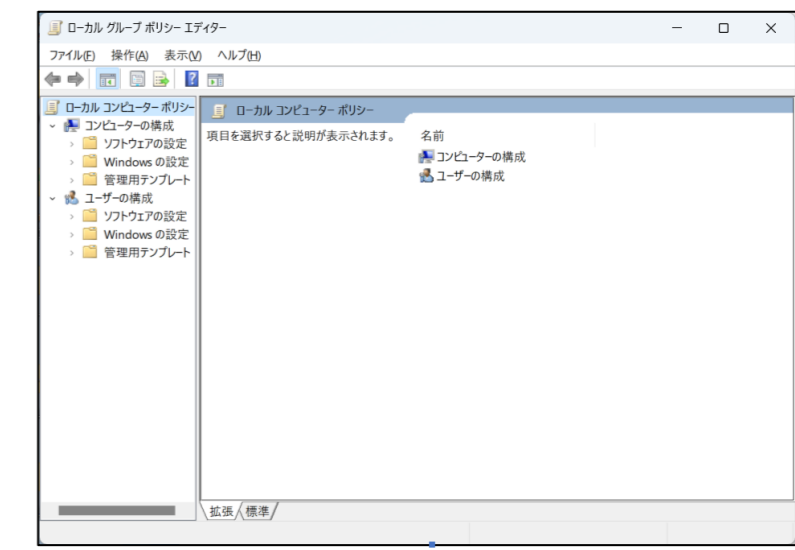 ローカル グループ ポリシー エディター
ファイル(F) 操作(A) 表示(V) ヘルプ(H)
ローカル コンピューター ポリシー
コンピューターの構成
ソフトウェアの設定
Windows の設定
管理用テンプレート
ユーザーの構成
ソフトウェアの設定
Windows の設定
管理用テンプレート
ローカル コンピューター ポリシー
項目を選択すると説明が表示されます。
名前
コンピューターの構成
ユーザーの構成
拡張 標準